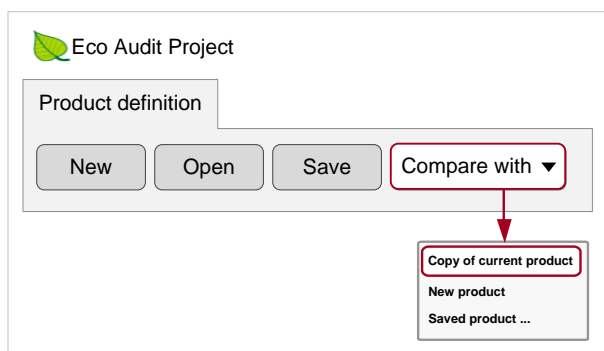 Eco Audit Project
Product definition
New Open Save Compare with
Copy of current product
New product
Saved product ...